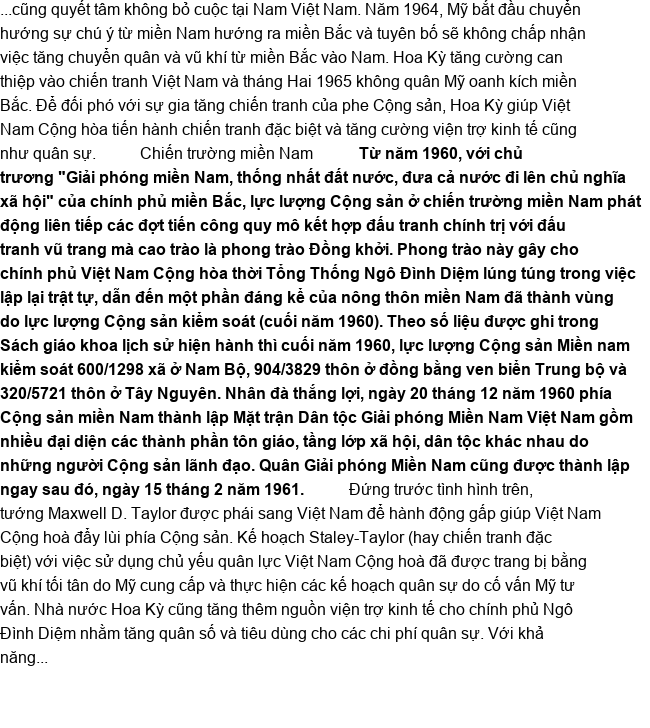 ...cũng quyết tâm không bỏ cuộc tại Nam Việt Nam. Năm 1964, Mỹ bắt đầu chuyển
hướng sự chú ý từ miền Nam hướng ra miền Bắc và tuyên bố sẽ không chấp nhận
việc tăng chuyển quân và vũ khí từ miền Bắc vào Nam. Hoa Kỳ tăng cường can
thiệp vào chiến tranh Việt Nam và tháng Hai 1965 không quân Mỹ oanh kích miền
Bắc. Để đối phó với sự gia tăng chiến tranh của phe Cộng sản, Hoa Kỳ giúp Việt
Nam Cộng hòa tiến hành chiến tranh đặc biệt và tăng cường viện trợ kinh tế cũng
như quân sự. Chiến trường miền Nam Từ năm 1960, với chủ
trương "Giải phóng miền Nam, thống nhất đất nước, đưa cả nước đi lên chủ nghĩa
xã hội" của chính phủ miền Bắc, lực lượng Cộng sản ở chiến trường miền Nam phát
động liên tiếp các đợt tiến công quy mô kết hợp đấu tranh chính trị với đấu
tranh vũ trang mà cao trào là phong trào Đồng khởi. Phong trào này gây cho
chính phủ Việt Nam Cộng hòa thời Tổng Thống Ngô Đình Diệm lúng túng trong việc
lập lại trật tự, dẫn đến một phần đáng kể của nông thôn miền Nam đã thành vùng
do lực lượng Cộng sản kiểm soát (cuối năm 1960). Theo số liệu được ghi trong
Sách giáo khoa lịch sử hiện hành thì cuối năm 1960, lực lượng Cộng sản Miền nam
kiểm soát 600/1298 xã ở Nam Bộ, 904/3829 thôn ở đồng bằng ven biển Trung bộ và
320/5721 thôn ở Tây Nguyên. Nhân đà thắng lợi, ngày 20 tháng 12 năm 1960 phía
Cộng sản miền Nam thành lập Mặt trận Dân tộc Giải phóng Miền Nam Việt Nam gồm
nhiều đại diện các thành phần tôn giáo, tầng lớp xã hội, dân tộc khác nhau do
những người Cộng sản lãnh đạo. Quân Giải phóng Miền Nam cũng được thành lập
ngay sau đó, ngày 15 tháng 2 năm 1961. Đứng trước tình hình trên,
tướng Maxwell D. Taylor được phái sang Việt Nam để hành động gấp giúp Việt Nam
Cộng hoà đẩy lùi phía Cộng sản. Kế hoạch Staley-Taylor (hay chiến tranh đặc
biệt) với việc sử dụng chủ yếu quân lực Việt Nam Cộng hoà đã được trang bị bằng
vũ khí tối tân do Mỹ cung cấp và thực hiện các kế hoạch quân sự do cố vấn Mỹ tư
vấn. Nhà nước Hoa Kỳ cũng tăng thêm nguồn viện trợ kinh tế cho chính phủ Ngô
Đình Diệm nhằm tăng quân số và tiêu dùng cho các chi phí quân sự. Với khả
năng...